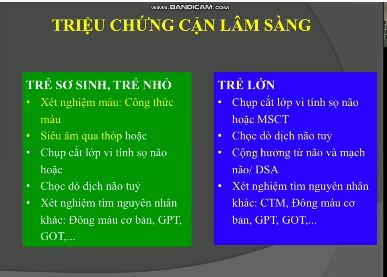 WWW.BANDICAM.COM
TRIỆU CHỨNG CẬN LÂM SÀNG
TRẺ SƠ SINH, TRẺ NHỎ
• Xét nghiệm máu: Công thức
máu
• Siêu âm qua thóp hoặc
• Chụp cắt lớp vi tính sọ não
hoặc
• Chọc dò dịch não tuỷ
• Xét nghiệm tìm nguyên nhân
khác: Đông máu cơ bản, GPT,
GOT,...
TRẺ LỚN
• Chụp cắt lớp vi tính sọ não
hoặc MSCT
• Chọc dò dịch não tuỷ
• Cộng hưởng từ não và mạch
não/ DSA
• Xét nghiệm tìm nguyên nhân
khác: CTM, Đông máu cơ
bản, GPT, GOT,...